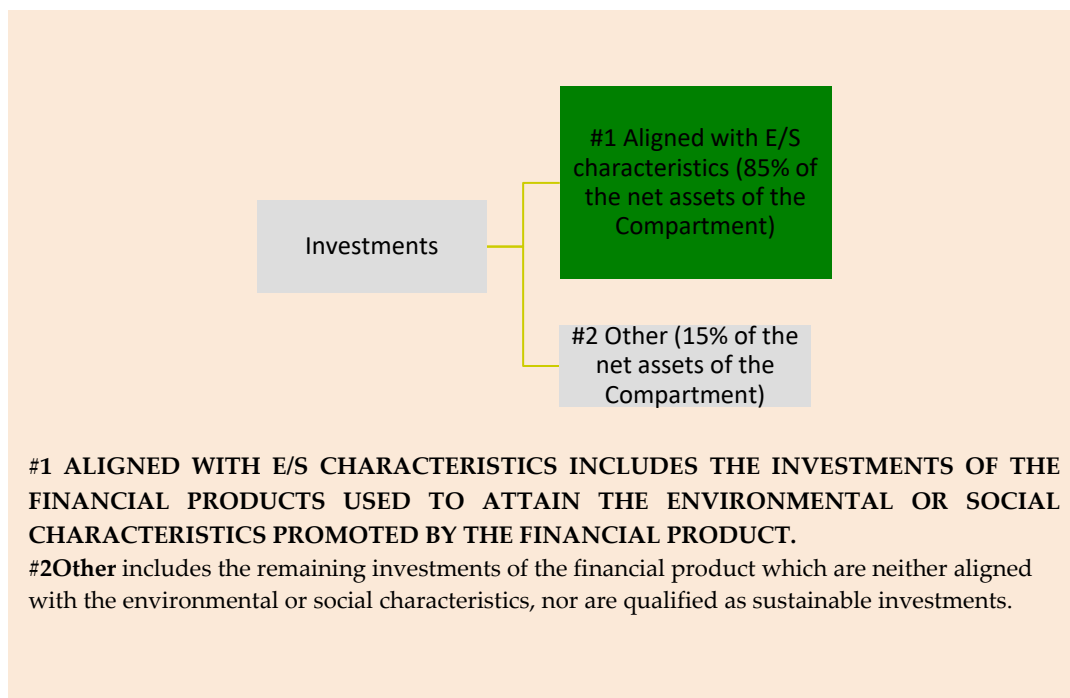 #1 Aligned with E/S
characteristics (85% of
the net assets of the
Compartment)
Investments
#2 Other (15% of the
net assets of the
Compartment)
#1 ALIGNED WITH E/S CHARACTERISTICS INCLUDES THE INVESTMENTS OF THE
FINANCIAL PRODUCTS USED TO ATTAIN THE ENVIRONMENTAL OR SOCIAL
CHARACTERISTICS PROMOTED BY THE FINANCIAL PRODUCT.
#2Other includes the remaining investments of the financial product which are neither aligned
with the environmental or social characteristics, nor are qualified as sustainable investments.